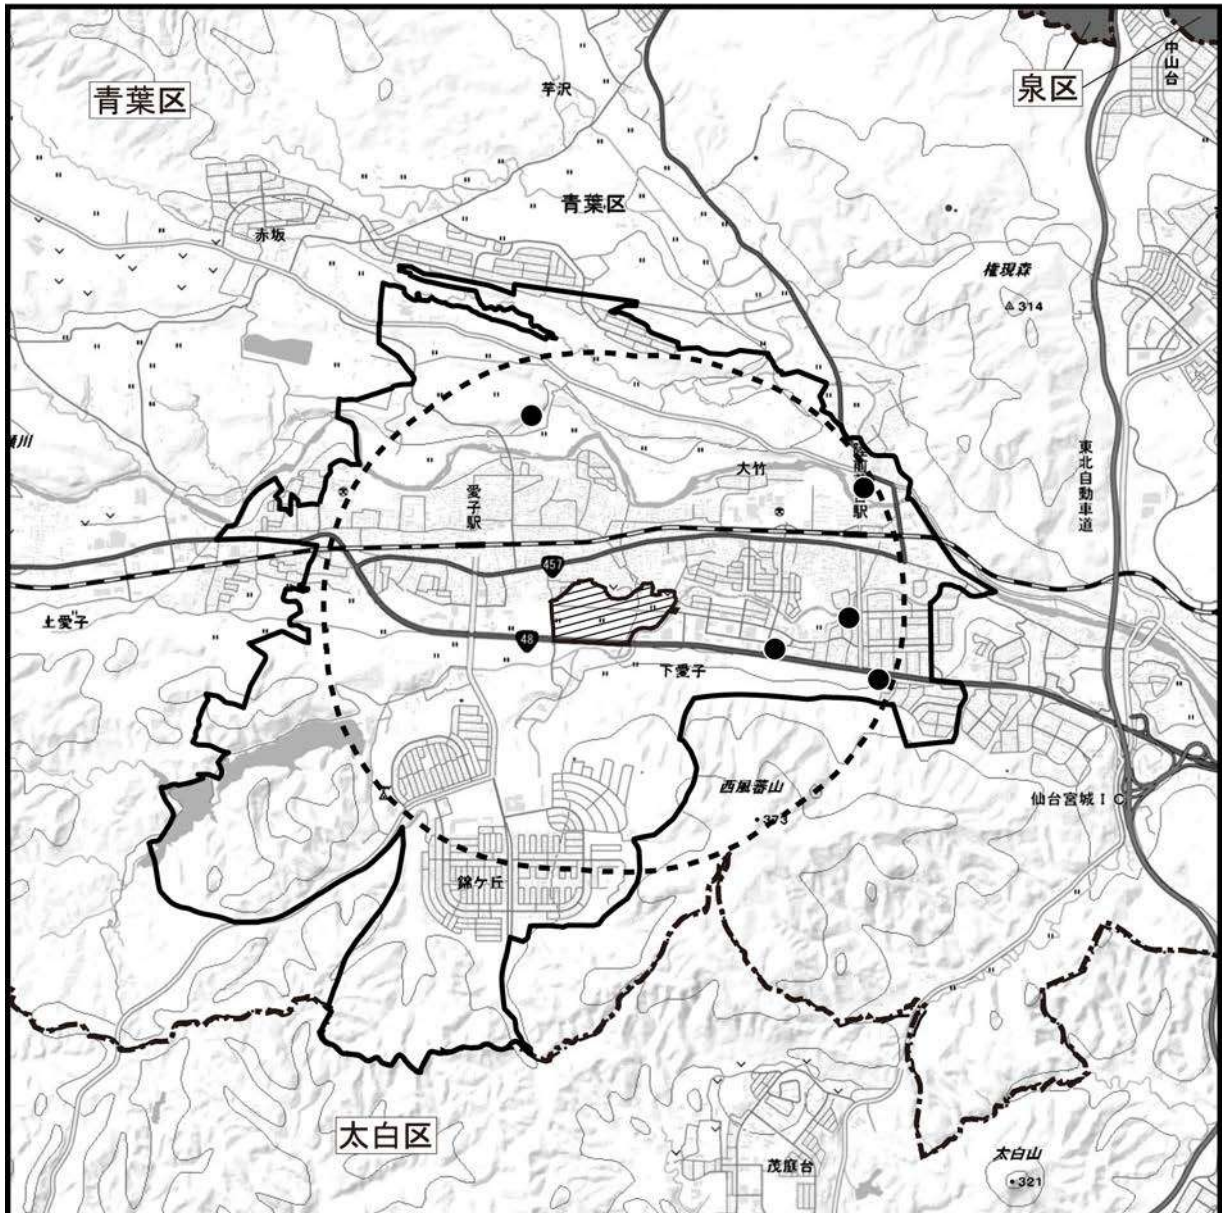 青葉区
泉区
中山台
芋沢
青葉区
赤坂
権現森
314
東北自動車道
大竹
愛子駅
457
48
上愛子
下愛子
西風蕃山
373
仙台宮城IC
錦ケ丘
太白区
茂庭台
太白山
321